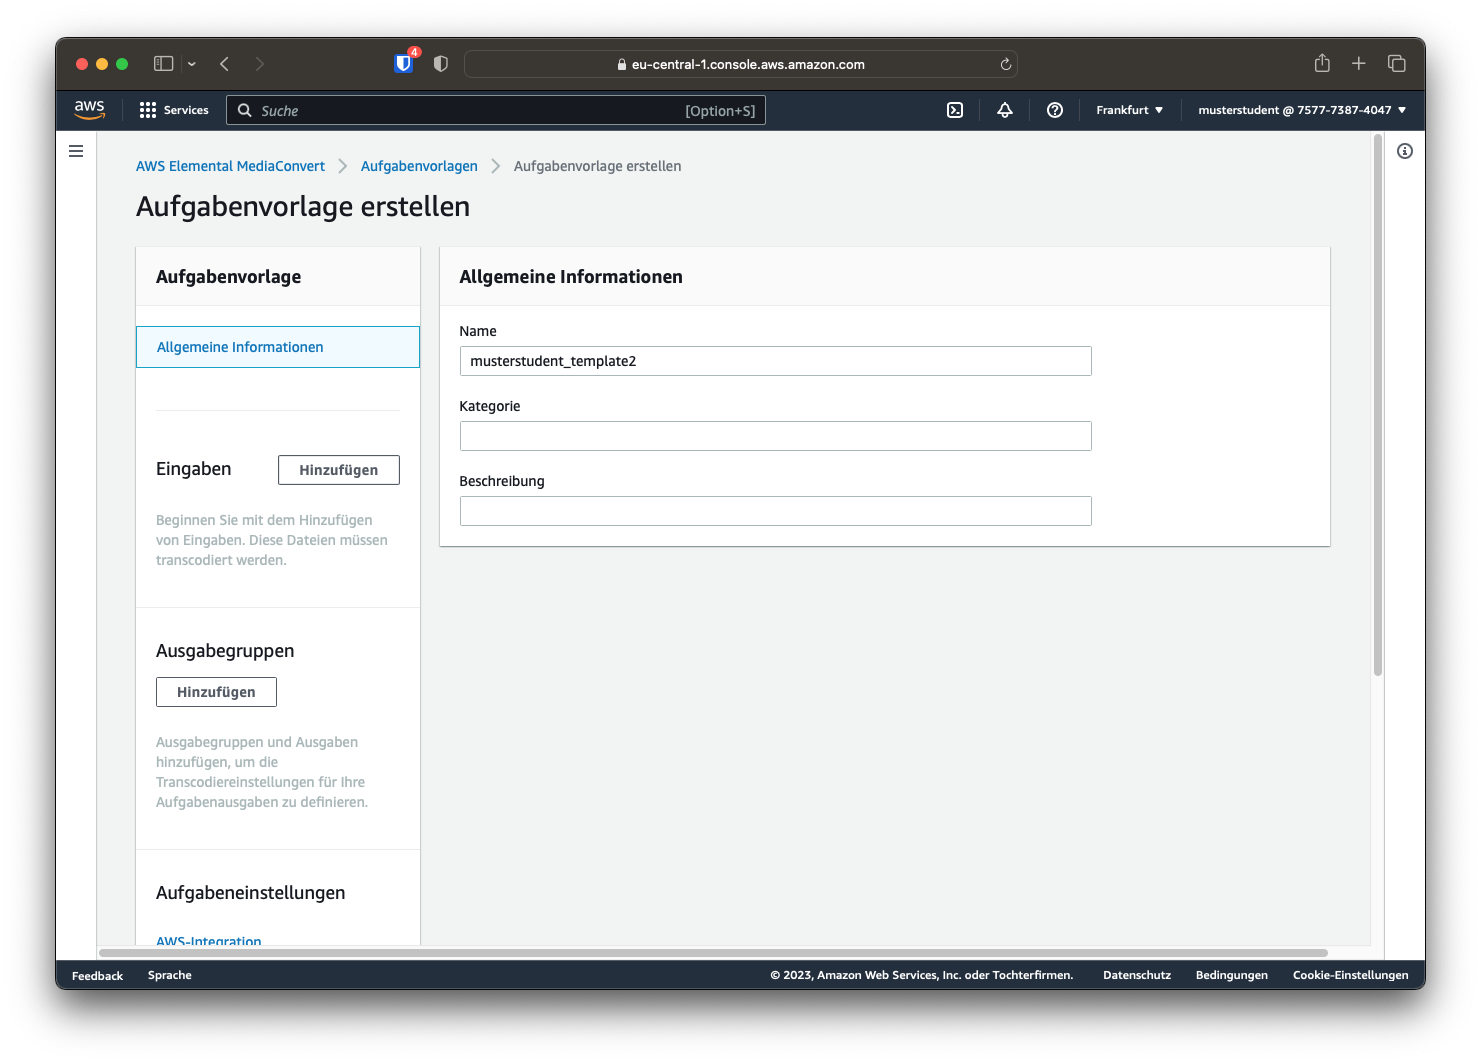 4
eu-central-1.console.aws.amazon.com
aws
Services
Suche
[Option+S]
Frankfurt
musterstudent @ 7577-7387-4047
AWS Elemental MediaConvert
Aufgabenvorlagen
Aufgabenvorlage erstellen
Aufgabenvorlage erstellen
Aufgabenvorlage
Allgemeine Informationen
Eingaben
Hinzufügen
Beginnen Sie mit dem Hinzufügen
von Eingaben. Diese Dateien müssen
transcodiert werden.
Ausgabegruppen
Hinzufügen
Ausgabegruppen und Ausgaben
hinzufügen, um die
Transcodiereinstellungen für Ihre
Aufgabenausgaben zu definieren.
Aufgabeneinstellungen
AWS-Integration
Allgemeine Informationen
Name
musterstudent_template2
Kategorie
Beschreibung
Feedback
Sprache
© 2023, Amazon Web Services, Inc. oder Tochterfirmen.
Datenschutz
Bedingungen
Cookie-Einstellungen